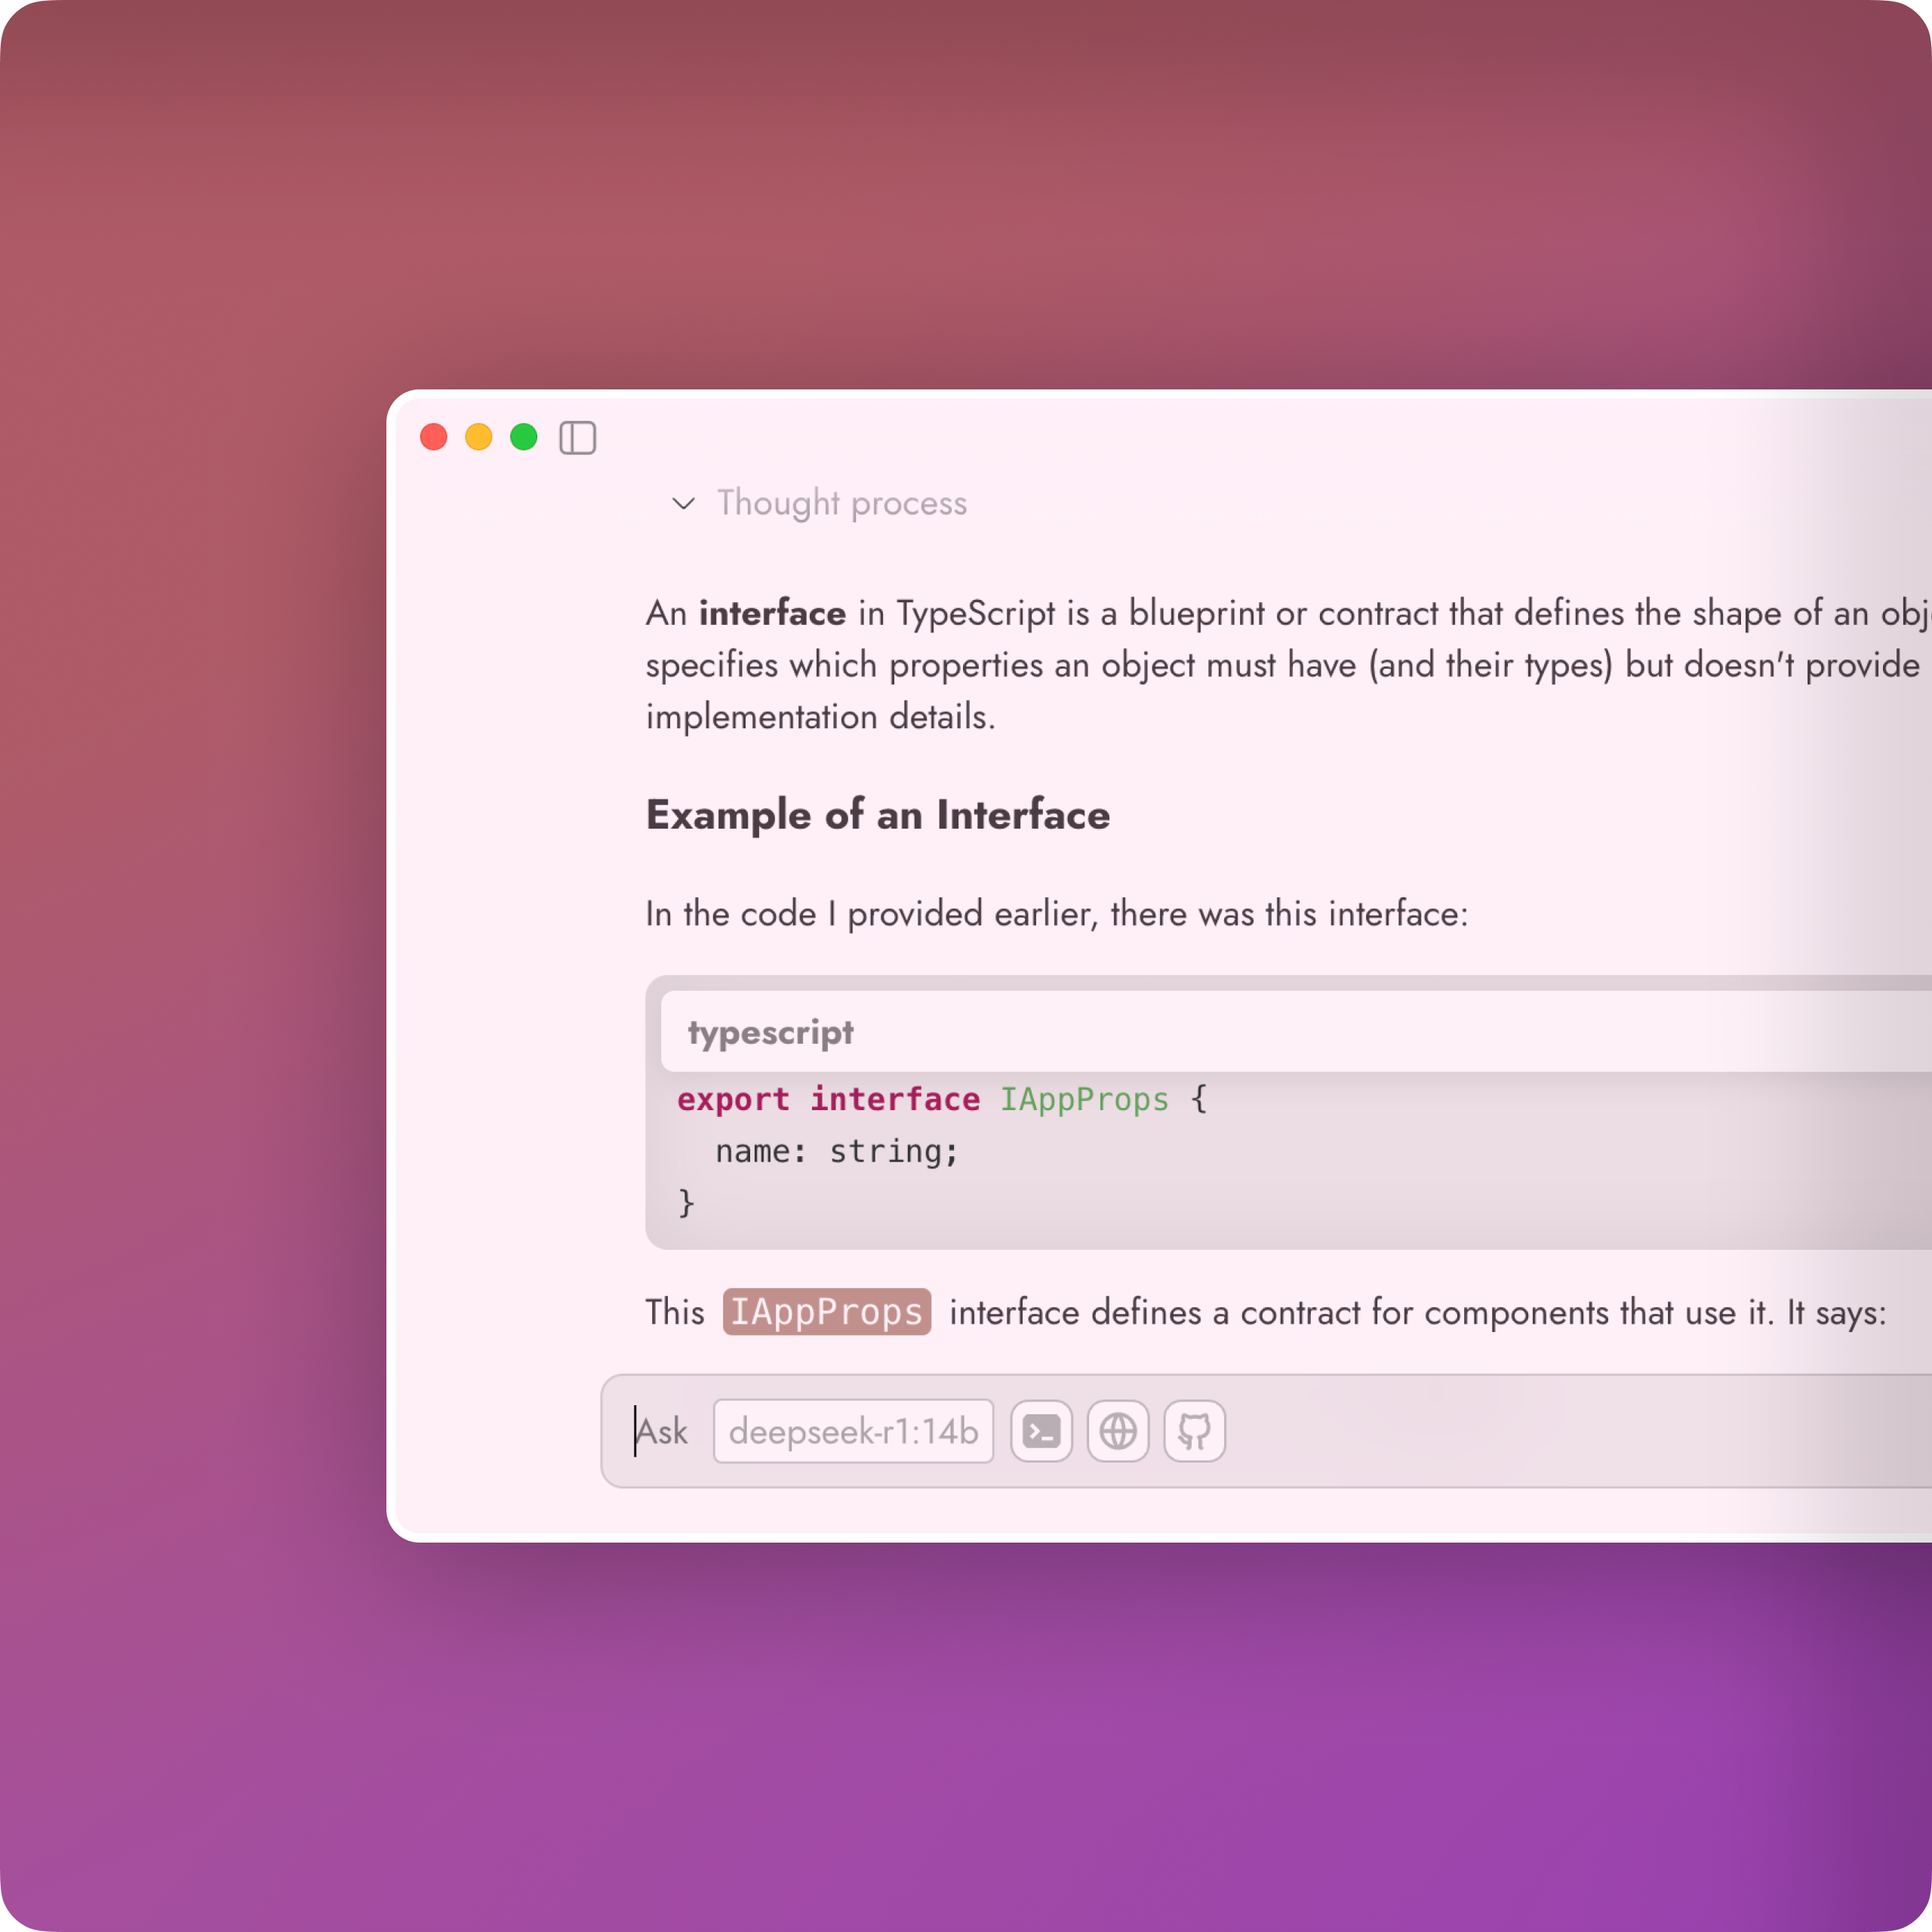 Thought process
An interface in TypeScript is a blueprint or contract that defines the shape of an
specifies which properties an object must have (and their types) but doesn't provide
implementation details.
Example of an Interface
In the code I provided earlier, there was this interface:
typescript
export interface IAppProps {
  name: string;
}
This IAppProps interface defines a contract for components that use it. It says:
Ask deepseek-r1:14b